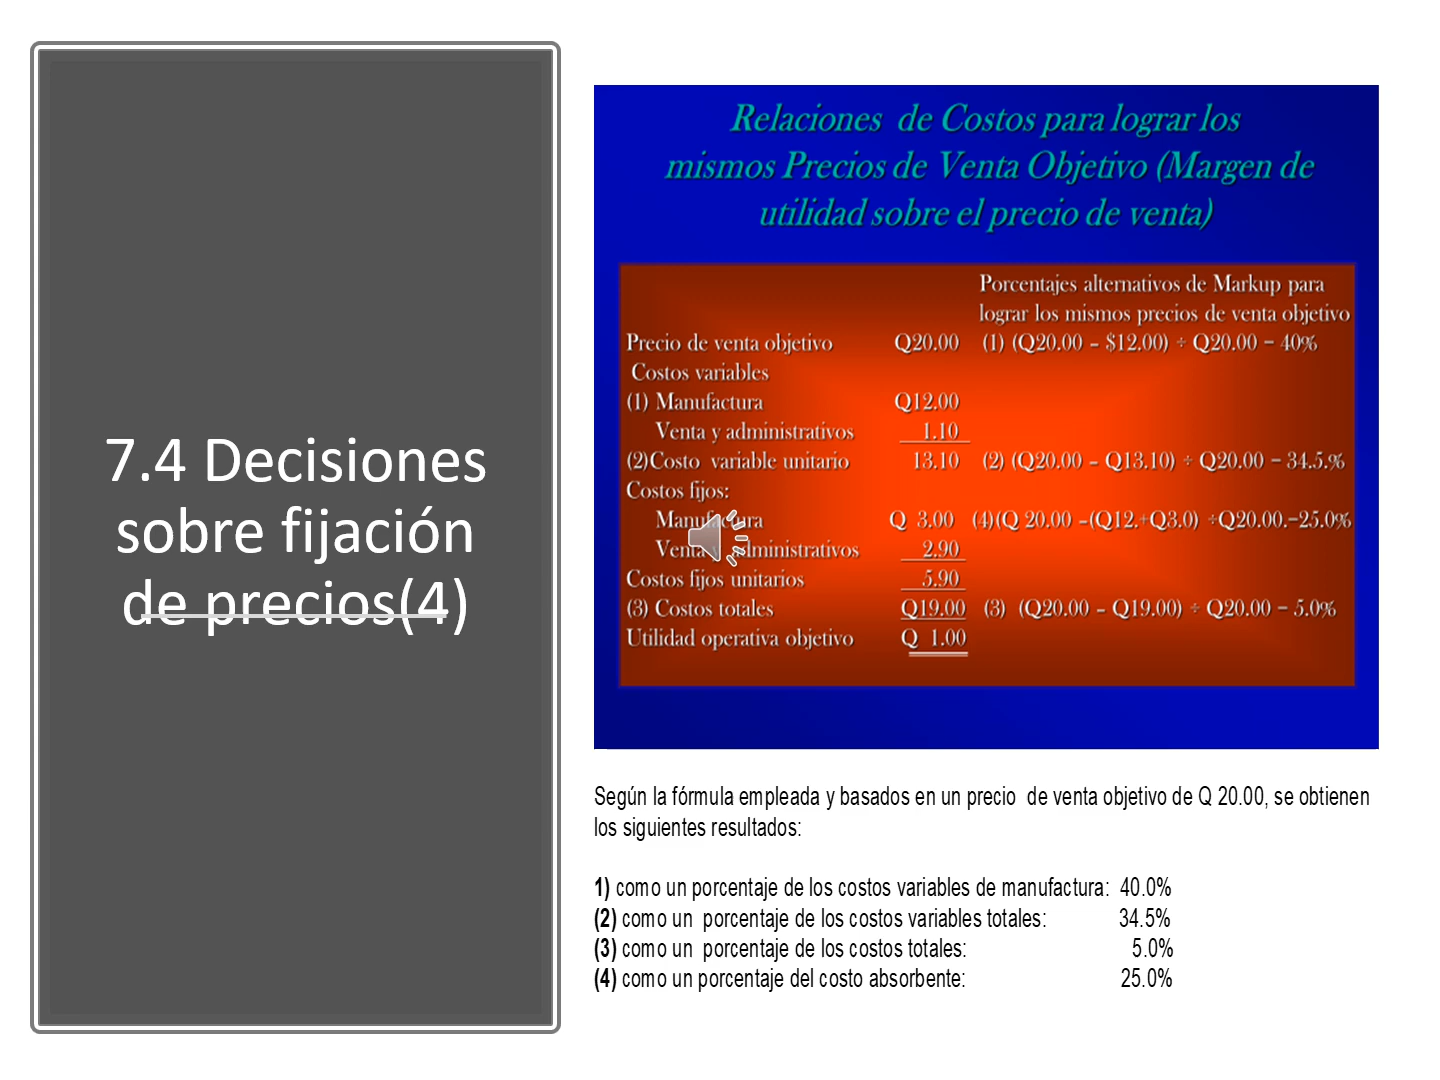 7.4 Decisiones
sobre fijación
de precios(4)
Relaciones de Costos para lograr los
mismos Precios de Venta Objetivo (Margen de
utilidad sobre el precio de venta)
Porcentajes alternativos de Markup para
lograr los mismos precios de venta objetivo
Precio de venta objetivo Q20.00 (1) (Q20.00 – $12.00) ÷ Q20.00 = 40%
Costos variables
(1) Manufactura Q12.00
Venta y administrativos 1.10
(2)Costo variable unitario 13.10 (2) (Q20.00 – Q13.10) ÷ Q20.00 = 34.5.%
Costos fijos:
Manufactura Q 3.00 (4)(Q 20.00 –(Q12.+Q3.0) ÷Q20.00.=25.0%
Venta y administrativos 2.90
Costos fijos unitarios 5.90
(3) Costos totales Q19.00 (3) (Q20.00 – Q19.00) ÷ Q20.00 = 5.0%
Utilidad operativa objetivo Q 1.00
Según la fórmula empleada y basados en un precio de venta objetivo de Q 20.00, se obtienen
los siguientes resultados:
1) como un porcentaje de los costos variables de manufactura: 40.0%
(2) como un porcentaje de los costos variables totales: 34.5%
(3) como un porcentaje de los costos totales: 5.0%
(4) como un porcentaje del costo absorbente: 25.0%